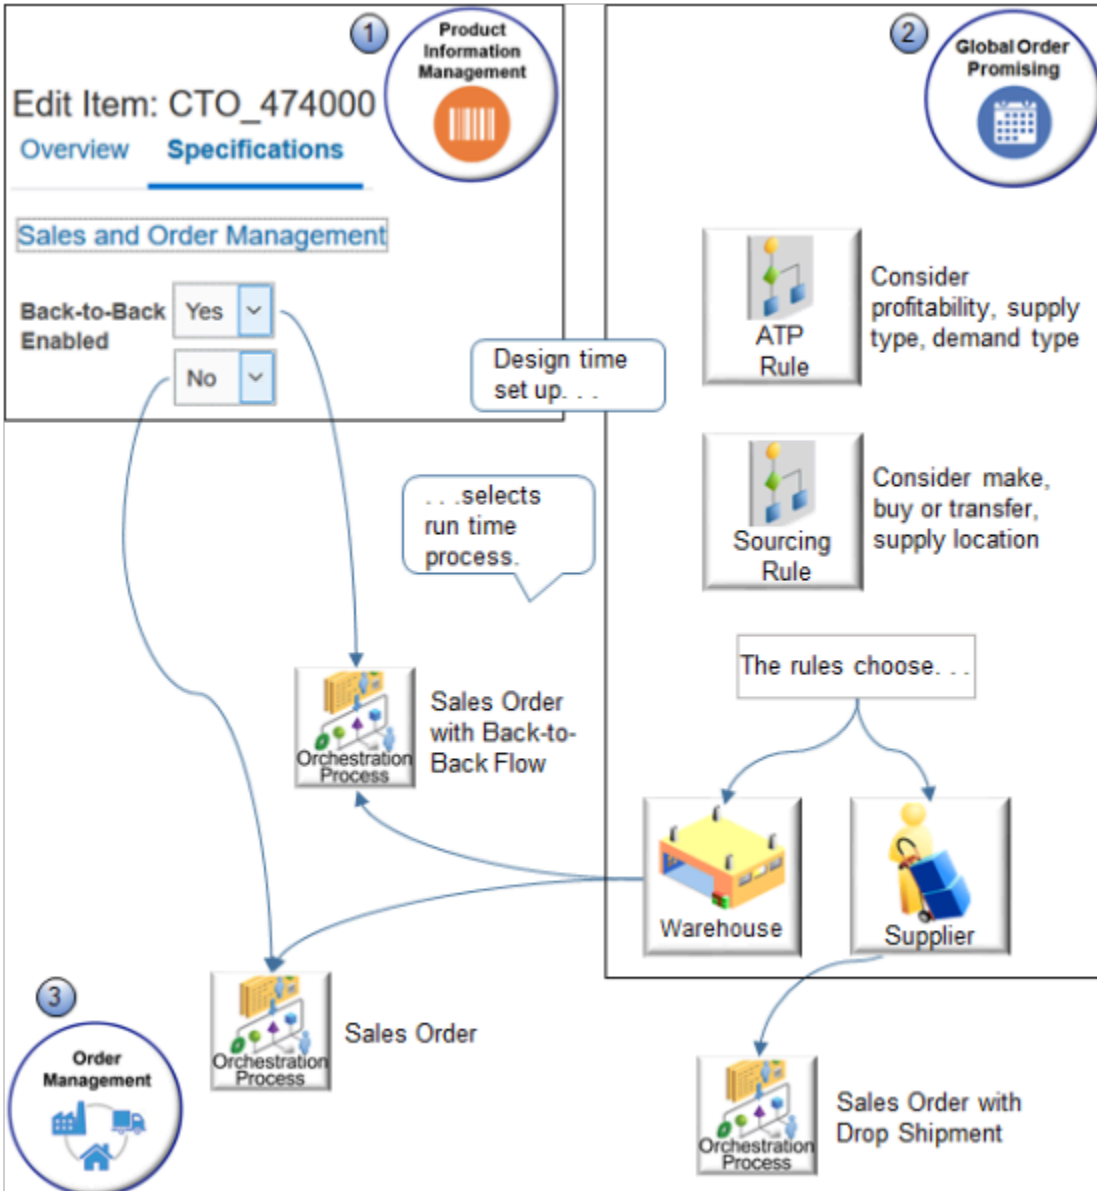 1
Product
Information
Management
Edit Item: CTO_474000
Overview Specifications
Sales and Order Management
Back-to-Back
Enabled
Yes
No
Design time
set up. . .
. . .selects
run time
process.
2
Global Order
Promising
ATP
Rule
Consider
profitability, supply
type, demand type
Sourcing
Rule
Consider make,
buy or transfer,
supply location
The rules choose. . .
Warehouse
Supplier
Orchestration
Process
Sales Order
with Back-to-
Back Flow
Orchestration
Process
Sales Order
3
Order
Management
Orchestration
Process
Sales Order with
Drop Shipment